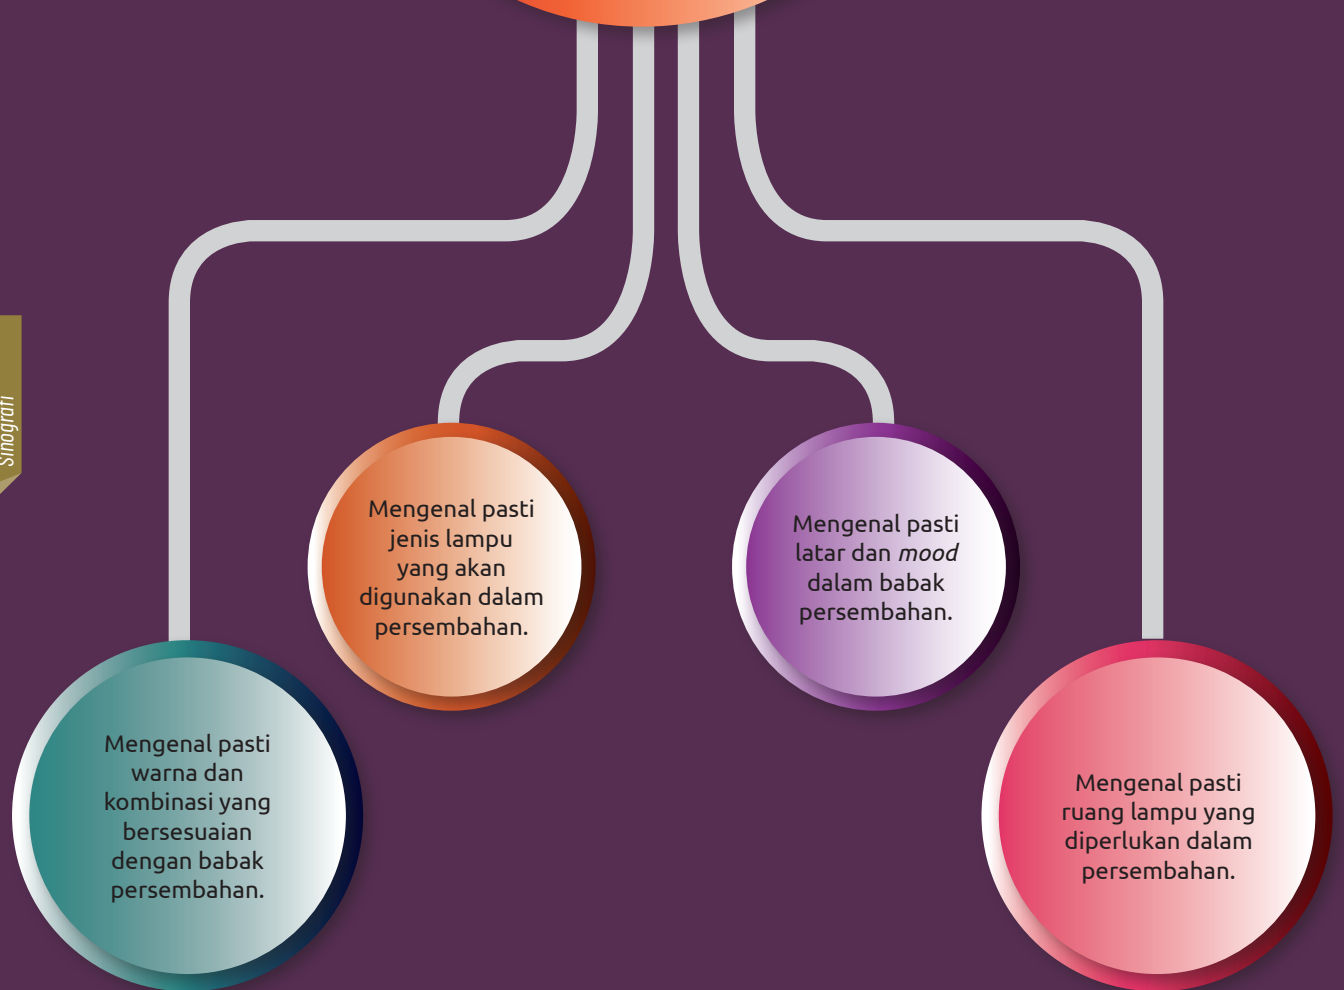 Sinografi
Mengenal pasti
jenis lampu
yang akan
digunakan dalam
persembahan.
Mengenal pasti
latar dan mood
dalam babak
persembahan.
Mengenal pasti
warna dan
kombinasi yang
bersesuaian
dengan babak
persembahan.
Mengenal pasti
ruang lampu yang
diperlukan dalam
persembahan.